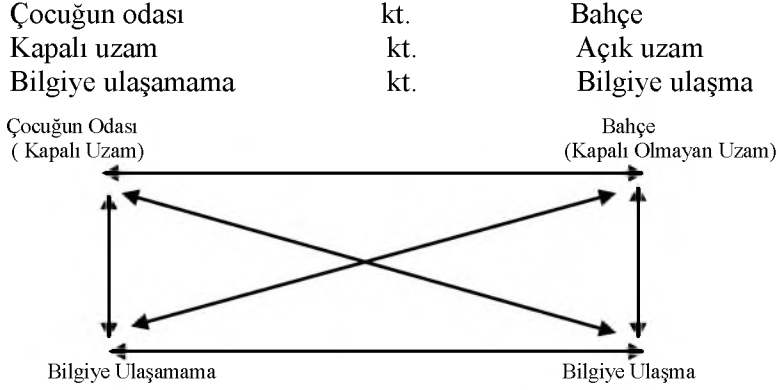 Çocuğun odası kt. Bahçe
Kapalı uzam kt. Açık uzam
Bilgiye ulaşamama kt. Bilgiye ulaşma
Çocuğun Odası Bahçe
( Kapalı Uzam) (Kapalı Olmayan Uzam)
Bilgiye Ulaşamama Bilgiye Ulaşma